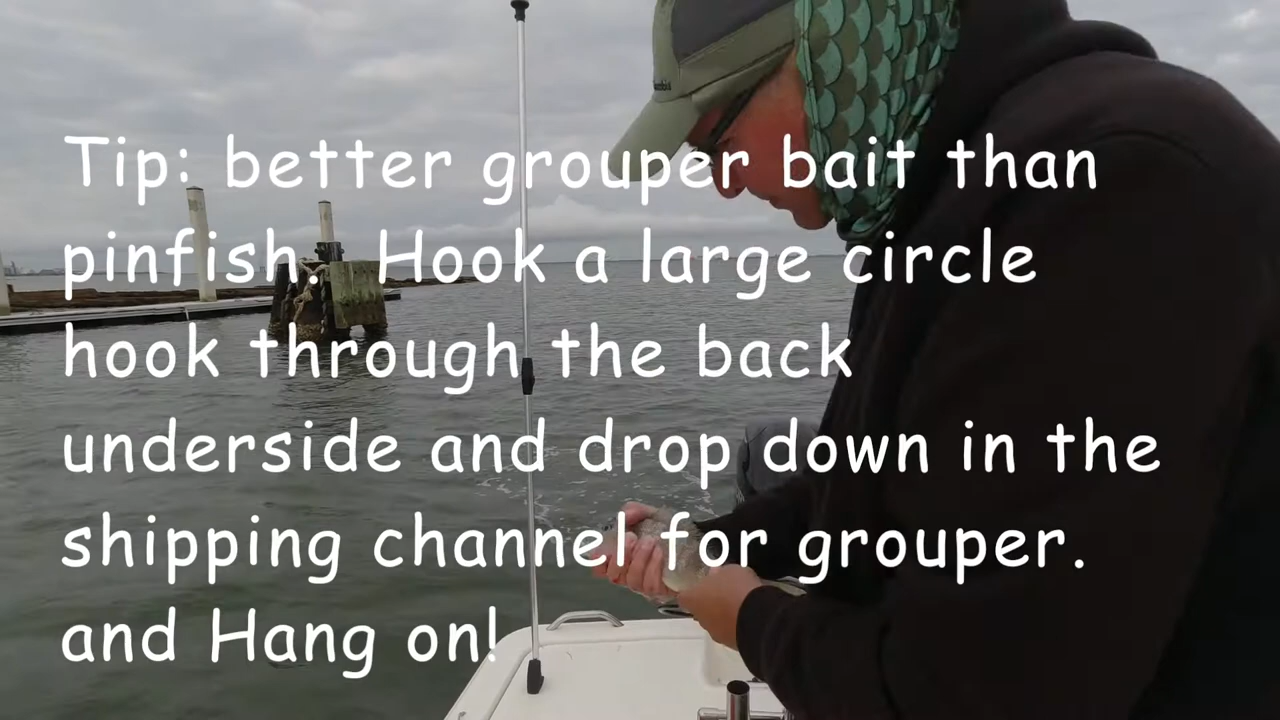 Tip: better grouper bait than
pinfish. Hook a large circle
hook through the back
underside and drop down in the
shipping channel for grouper.
and Hang on!